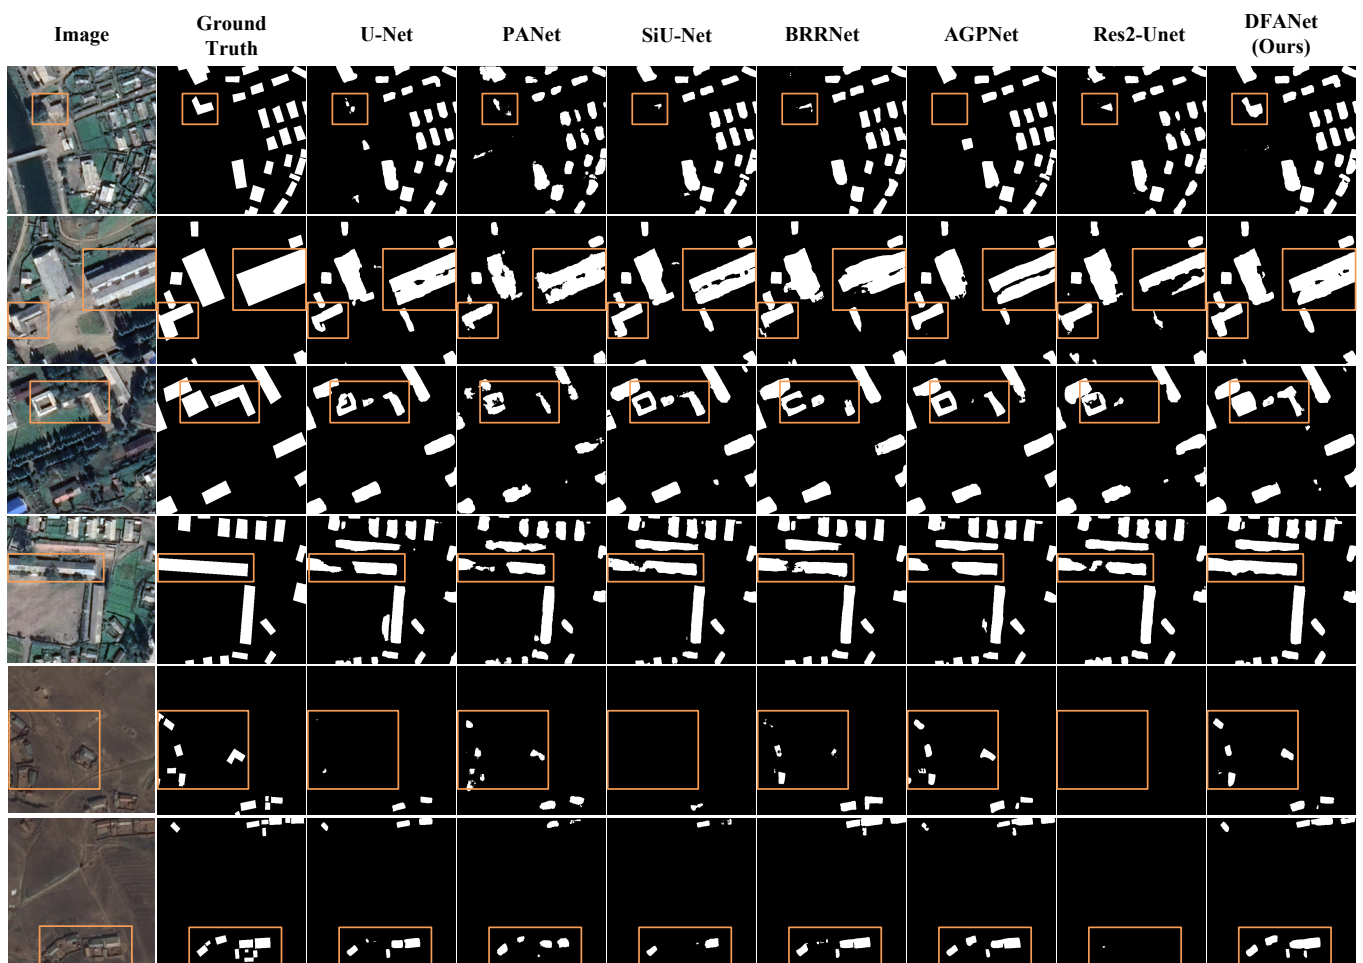 Image
Ground
Truth
U-Net
PANet
SiU-Net
BRRNet
AGPNet
Res2-Unet
DFANet
(Ours)